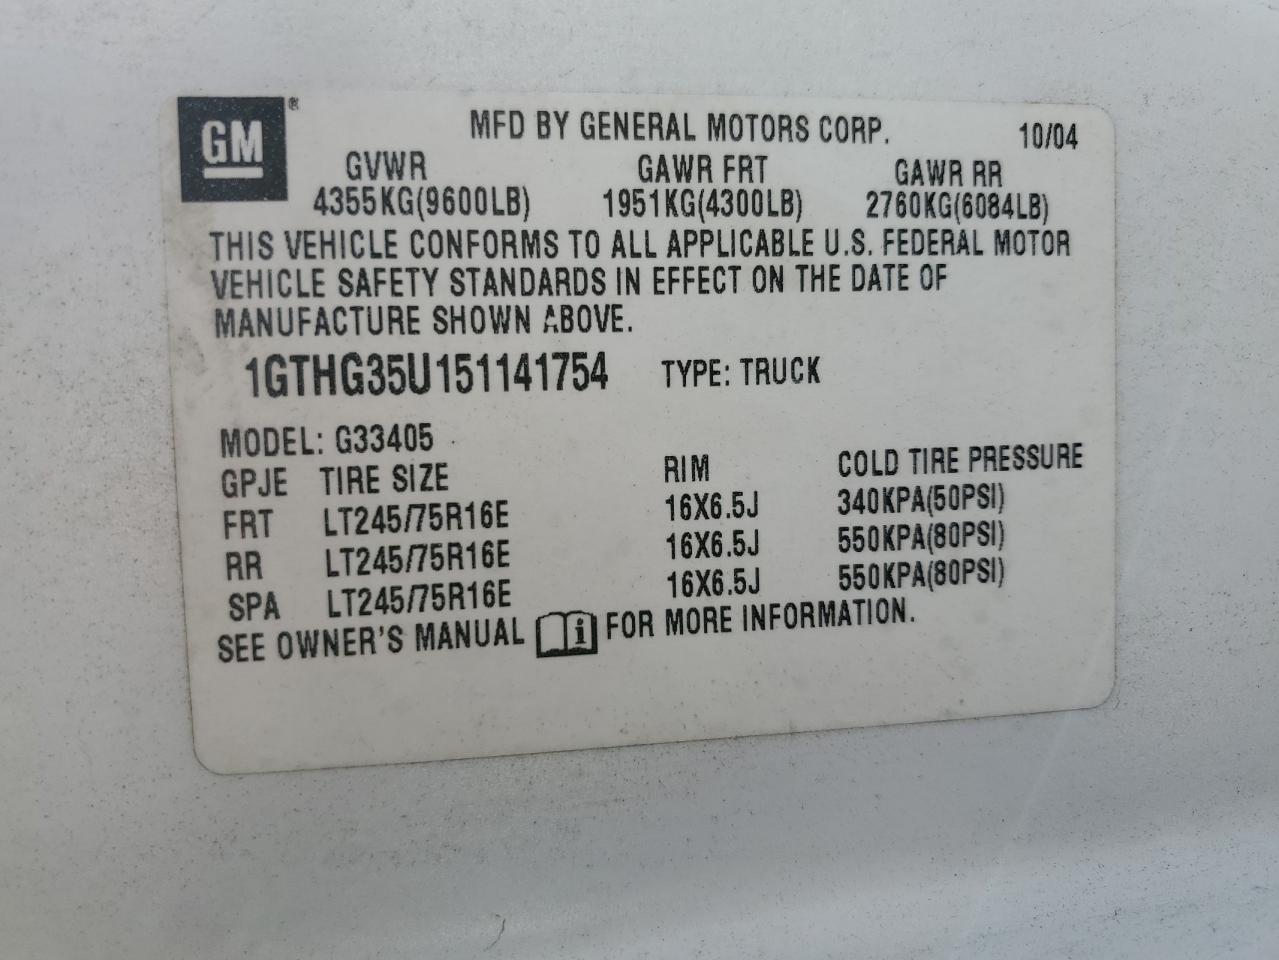 GM®
MFD BY GENERAL MOTORS CORP. 10/04
GVWR GAWR FRT GAWR RR
4355KG(9600LB) 1951KG(4300LB) 2760KG(6084LB)
THIS VEHICLE CONFORMS TO ALL APPLICABLE U.S. FEDERAL MOTOR
VEHICLE SAFETY STANDARDS IN EFFECT ON THE DATE OF
MANUFACTURE SHOWN ABOVE.
1GTHG35U151141754 TYPE: TRUCK
MODEL: G33405
GPJE TIRE SIZE RIM COLD TIRE PRESSURE
FRT LT245/75R16E 16X6.5J 340KPA(50PSI)
RR LT245/75R16E 16X6.5J 550KPA(80PSI)
SPA LT245/75R16E 16X6.5J 550KPA(80PSI)
SEE OWNER'S MANUAL i FOR MORE INFORMATION.